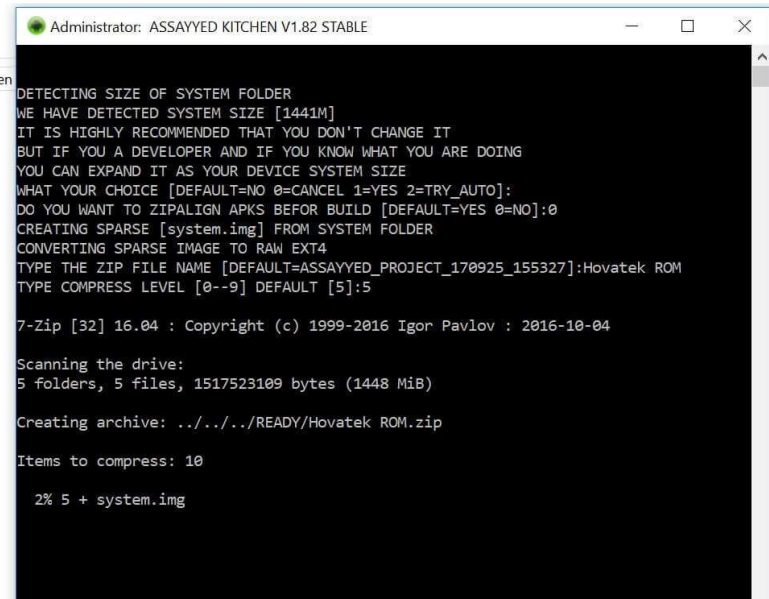 Administrator: ASSAYYED KITCHEN V1.82 STABLE
en
DETECTING SIZE OF SYSTEM FOLDER
WE HAVE DETECTED SYSTEM SIZE [1441M]
IT IS HIGHLY RECOMMENDED THAT YOU DON'T CHANGE IT
BUT IF YOU A DEVELOPER AND IF YOU KNOW WHAT YOU ARE DOING
YOU CAN EXPAND IT AS YOUR DEVICE SYSTEM SIZE
WHAT YOUR CHOICE [DEFAULT=NO 0=CANCEL 1=YES 2=TRY_AUTO]:
DO YOU WANT TO ZIPALIGN APKS BEFOR BUILD [DEFAULT=YES 0=NO]:0
CREATING SPARSE [system.img] FROM SYSTEM FOLDER
CONVERTING SPARSE IMAGE TO RAW EXT4
TYPE THE ZIP FILE NAME [DEFAULT=ASSAYYED_PROJECT_170925_155327]:Hovatek ROM
TYPE COMPRESS LEVEL [0--9] DEFAULT [5]:5
7-Zip [32] 16.04 : Copyright (c) 1999-2016 Igor Pavlov : 2016-10-04
Scanning the drive:
5 folders, 5 files, 1517523109 bytes (1448 MiB)
Creating archive: ../../../READY/Hovatek ROM.zip
Items to compress: 10
2% 5 + system.img